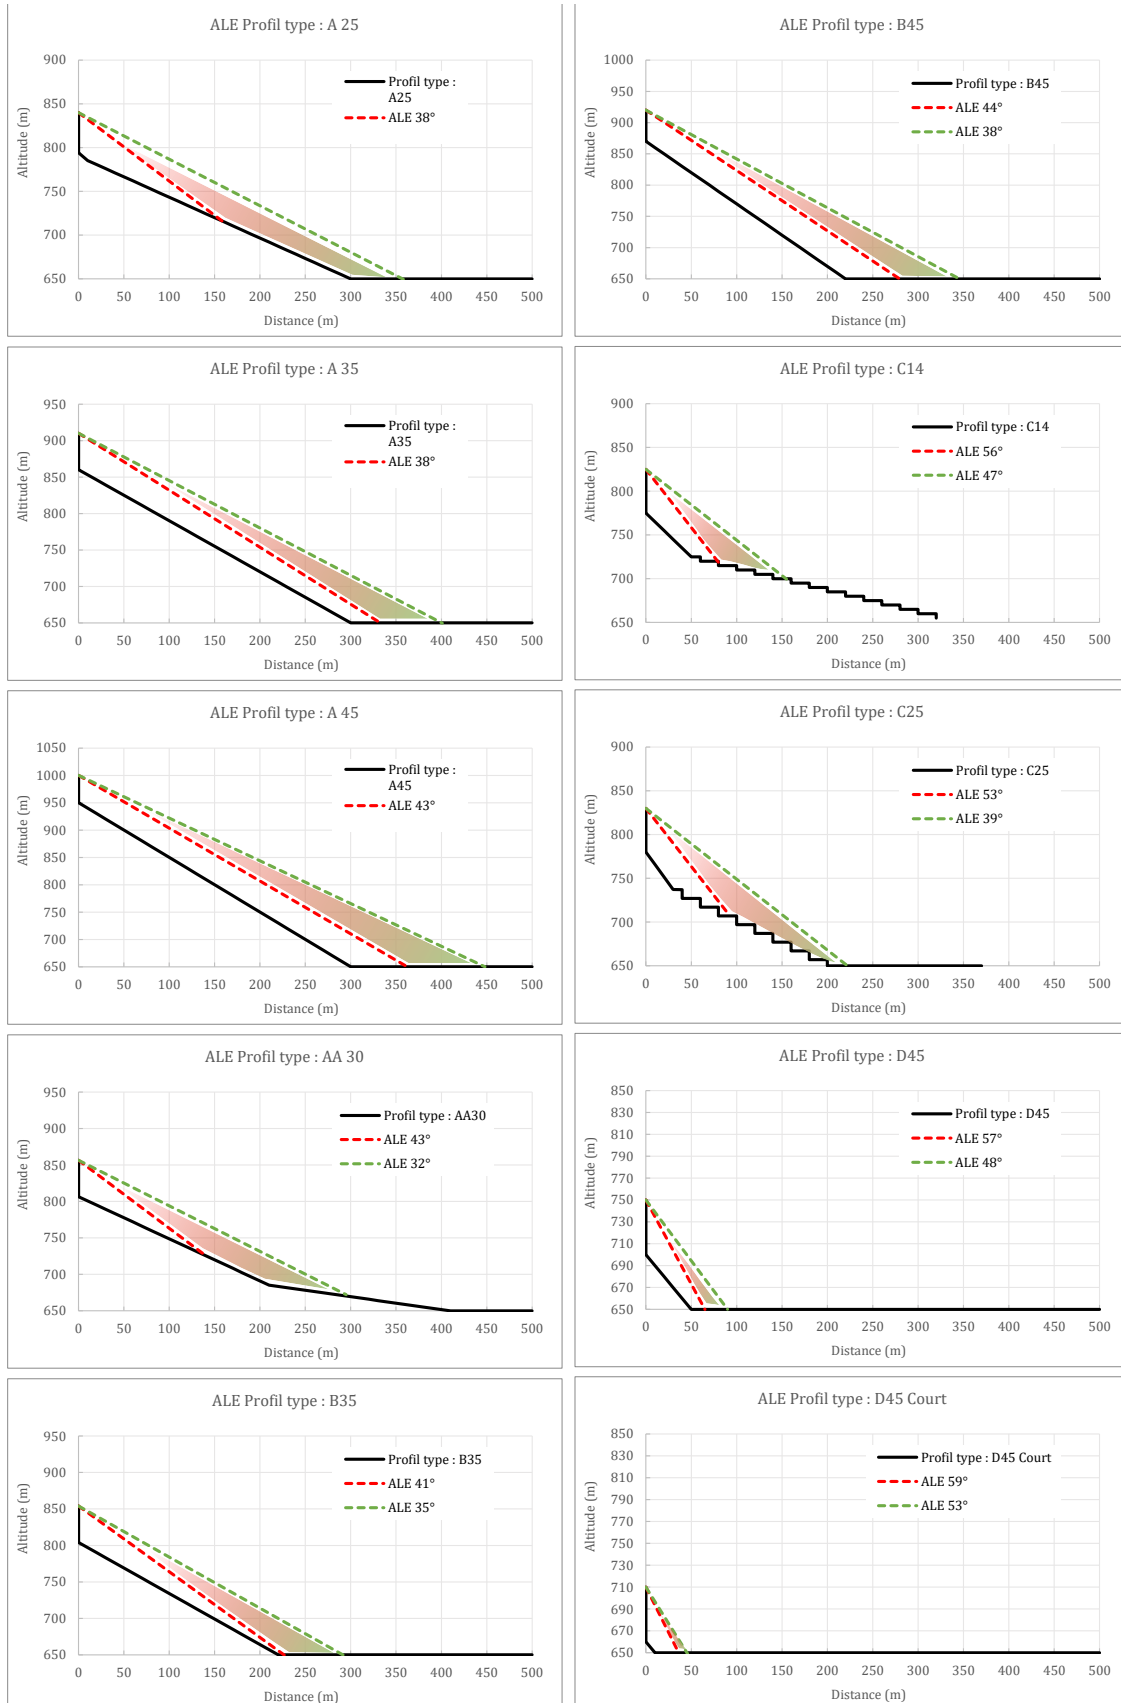 ALE Profil type : A 25
900
850
800
750
700
650
Altitude (m)
0 50 100 150 200 250 300 350 400 450 500
Distance (m)
Profil type :
A25
ALE 38°
ALE Profil type : B45
1000
950
900
850
800
750
700
650
Altitude (m)
0 50 100 150 200 250 300 350 400 450 500
Distance (m)
Profil type : B45
ALE 44°
ALE 38°
ALE Profil type : A 35
950
900
850
800
750
700
650
Altitude (m)
0 50 100 150 200 250 300 350 400 450 500
Distance (m)
Profil type :
A35
ALE 38°
ALE Profil type : C14
900
850
800
750
700
650
Altitude (m)
0 50 100 150 200 250 300 350 400 450 500
Distance (m)
Profil type : C14
ALE 56°
ALE 47°
ALE Profil type : A 45
1050
1000
950
900
850
800
750
700
650
Altitude (m)
0 50 100 150 200 250 300 350 400 450 500
Distance (m)
Profil type :
A45
ALE 43°
ALE Profil type : C25
900
850
800
750
700
650
Altitude (m)
0 50 100 150 200 250 300 350 400 450 500
Distance (m)
Profil type : C25
ALE 53°
ALE 39°
ALE Profil type : AA 30
950
900
850
800
750
700
650
Altitude (m)
0 50 100 150 200 250 300 350 400 450 500
Distance (m)
Profil type : AA30
ALE 43°
ALE 32°
ALE Profil type : D45
850
830
810
790
770
750
730
710
690
670
650
Altitude (m)
0 50 100 150 200 250 300 350 400 450 500
Distance (m)
Profil type : D45
ALE 57°
ALE 48°
ALE Profil type : B35
950
900
850
800
750
700
650
Altitude (m)
0 50 100 150 200 250 300 350 400 450 500
Distance (m)
Profil type : B35
ALE 41°
ALE 35°
ALE Profil type : D45 Court
850
830
810
790
770
750
730
710
690
670
650
Altitude (m)
0 50 100 150 200 250 300 350 400 450 500
Distance (m)
Profil type : D45 Court
ALE 59°
ALE 53°